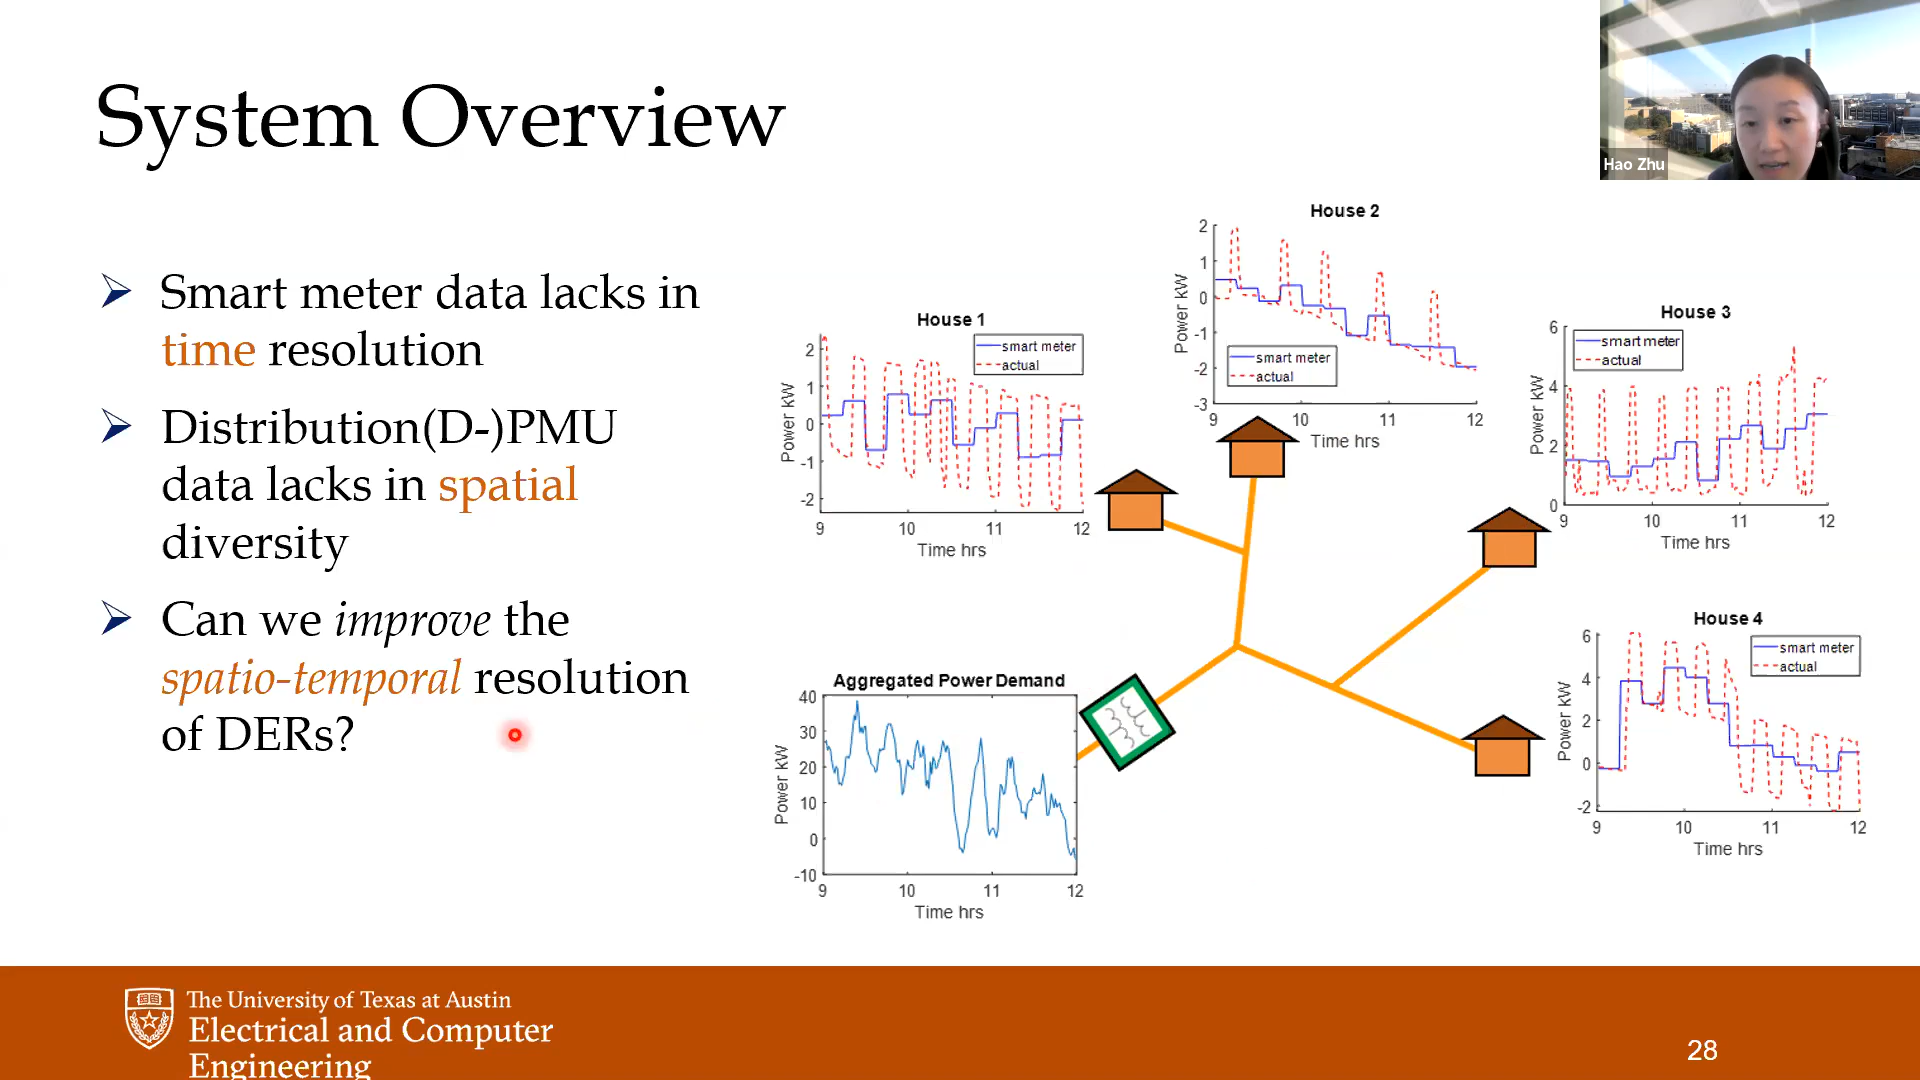 System Overview
Hao Zhu
Smart meter data lacks in
time resolution
Distribution(D-)PMU
data lacks in spatial
diversity
Can we improve the
spatio-temporal resolution
of DERs?
House 1
smart meter
actual
Power kW
2
1
0
-1
-2
9
10
11
12
Time hrs
House 2
smart meter
actual
Power kW
2
1
0
-1
-2
-3
9
10
11
12
Time hrs
House 3
smart meter
actual
Power kW
6
4
2
0
9
10
11
12
Time hrs
House 4
smart meter
actual
Power kW
6
4
2
0
-2
9
10
11
12
Time hrs
Aggregated Power Demand
Power kW
40
30
20
10
0
-10
9
10
11
12
Time hrs
The University of Texas at Austin
Electrical and Computer
Engineering
28